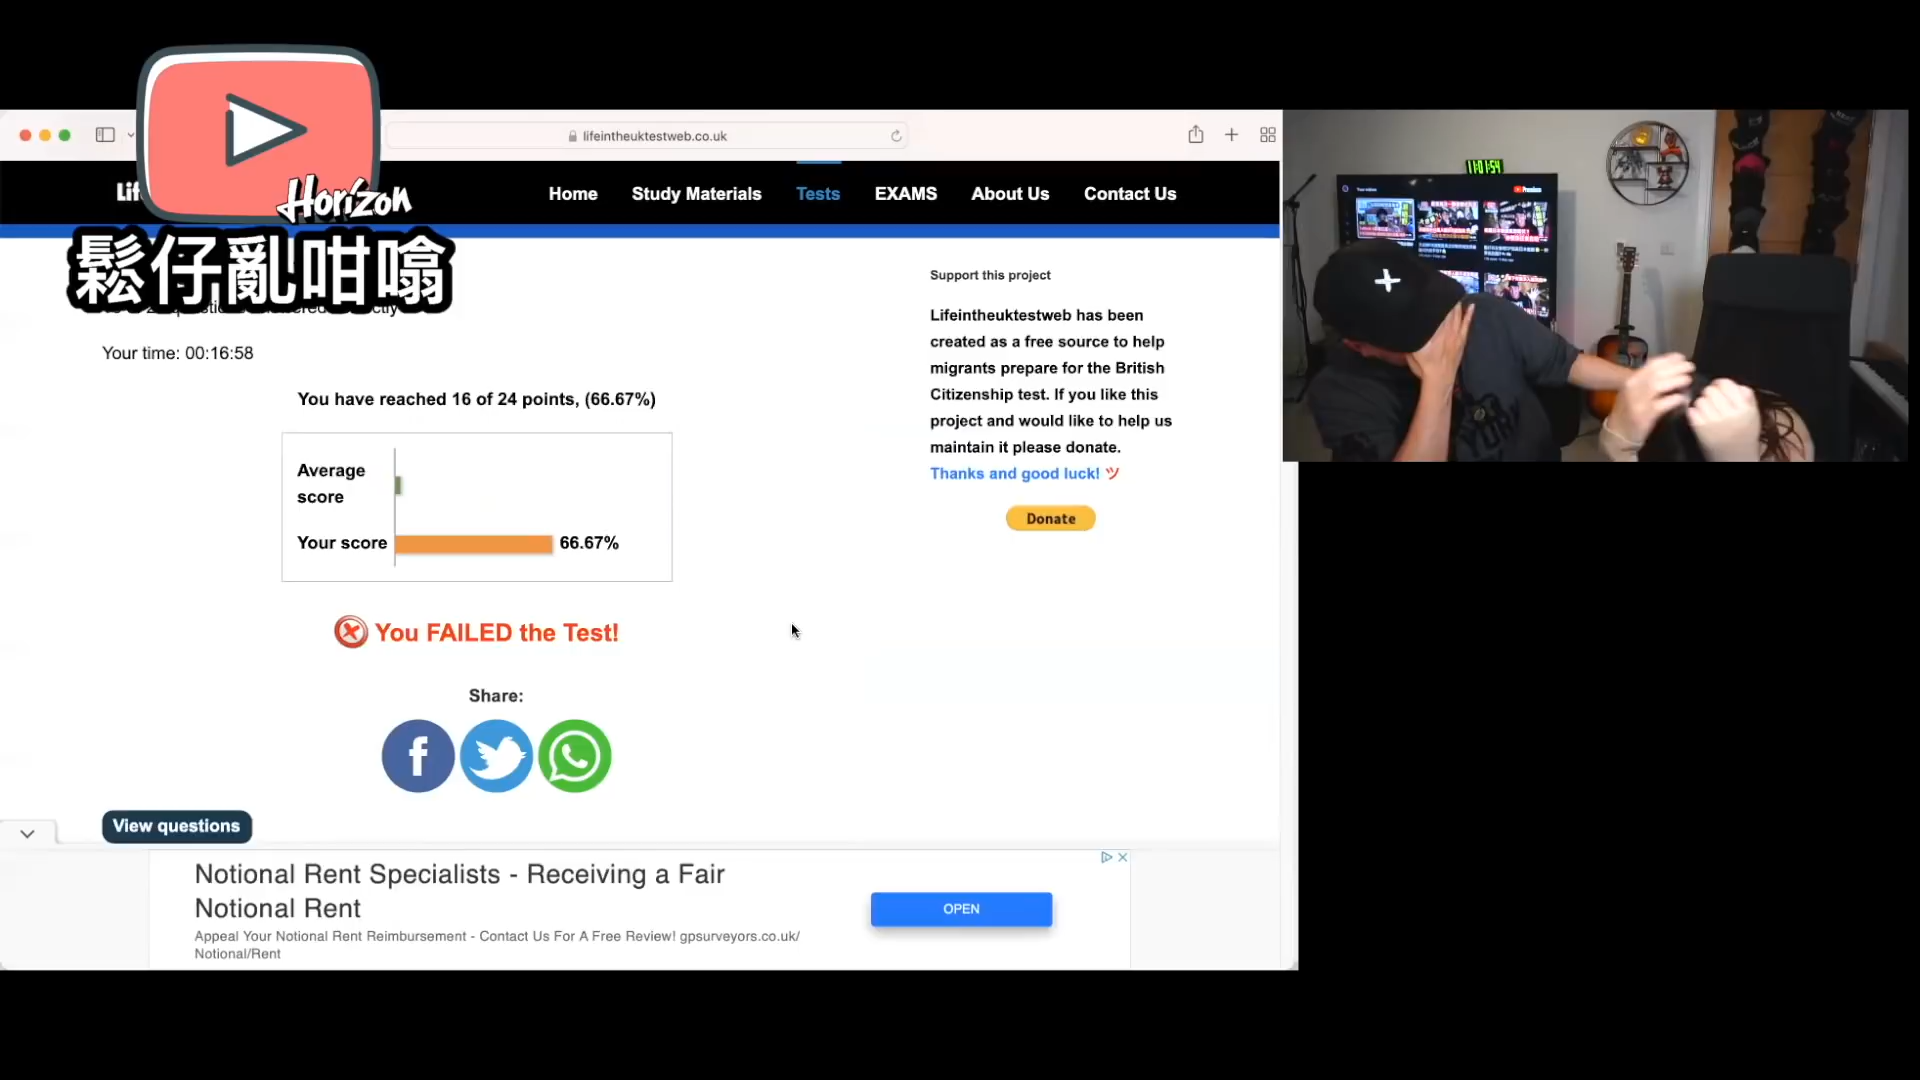 lifeintheuktestweb.co.uk
Horizon
Home Study Materials Tests EXAMS About Us Contact Us
鬆仔亂咁噏
Your time: 00:16:58
You have reached 16 of 24 points, (66.67%)
Average
score
Your score 66.67%
You FAILED the Test!
Share:
View questions
Support this project
Lifeintheuktestweb has been
created as a free source to help
migrants prepare for the British
Citizenship test. If you like this
project and would like to help us
maintain it please donate.
Thanks and good luck! ツ
Donate
11:01:54
Premium
Notional Rent Specialists - Receiving a Fair
Notional Rent
Appeal Your Notional Rent Reimbursement - Contact Us For A Free Review! gpsurveyors.co.uk/
Notional/Rent
OPEN